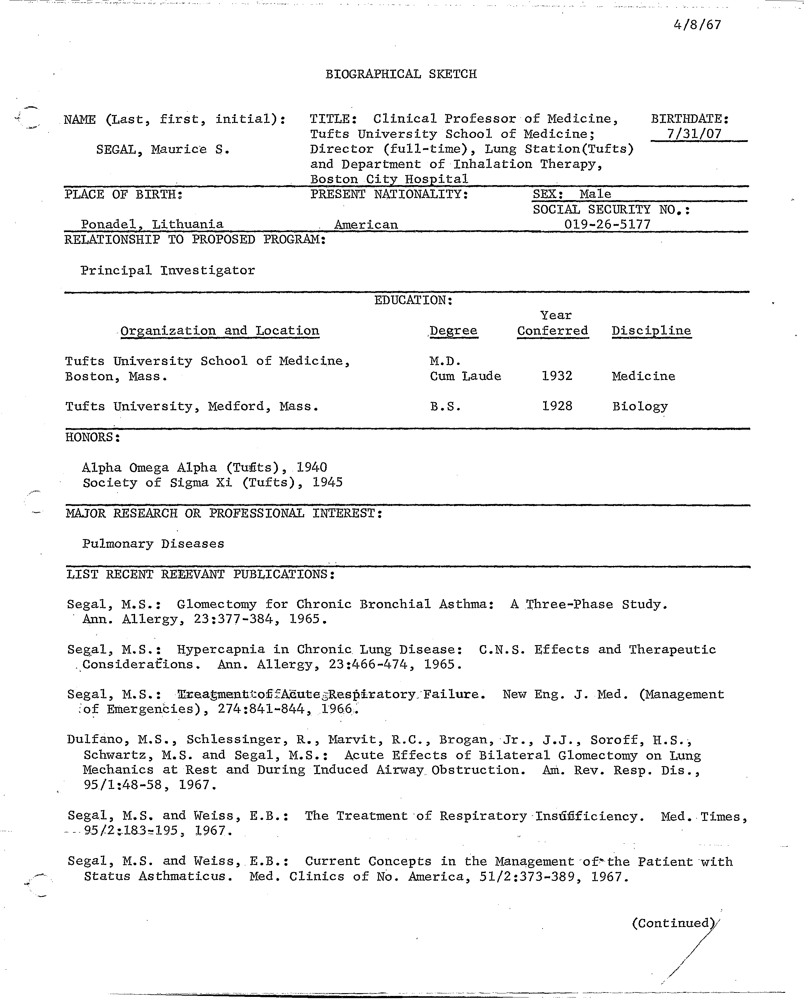 4/8/67
BIOGRAPHICAL SKETCH
NAME (Last, first, initial): TITLE: Clinical Professor of Medicine, BIRTHDATE:
Tufts University School of Medicine; 7/31/07
SEGAL, Maurice S. Director (full-time), Lung Station(Tufts)
and Department of Inhalation Therapy,
Boston City Hospital
PLACE OF BIRTH: PRESENT NATIONALITY: SEX: Male
SOCIAL SECURITY NO.:
Ponadel, Lithuania American 019-26-5177
RELATIONSHIP TO PROPOSED PROGRAM:
Principal Investigator
EDUCATION:
Year
Organization and Location Degree Conferred Discipline
Tufts University School of Medicine, M.D.
Boston, Mass. Cum Laude 1932 Medicine
Tufts University, Medford, Mass. B.S. 1928 Biology
HONORS:
Alpha Omega Alpha (Tufts), 1940
Society of Sigma Xi (Tufts), 1945
MAJOR RESEARCH OR PROFESSIONAL INTEREST:
Pulmonary Diseases
LIST RECENT RELEVANT PUBLICATIONS:
Segal, M.S.: Glomectomy for Chronic Bronchial Asthma: A Three-Phase Study.
Ann. Allergy, 23:377-384, 1965.
Segal, M.S.: Hypercapnia in Chronic Lung Disease: C.N.S. Effects and Therapeutic
Considerations. Ann. Allergy, 23:466-474, 1965.
Segal, M.S.: Treatment of Acute Respiratory Failure. New Eng. J. Med. (Management
of Emergencies), 274:841-844, 1966.
Dulfano, M.S., Schlessinger, R., Marvit, R.C., Brogan, Jr., J.J., Soroff, H.S.,
Schwartz, M.S. and Segal, M.S.: Acute Effects of Bilateral Glomectomy on Lung
Mechanics at Rest and During Induced Airway Obstruction. Am. Rev. Resp. Dis.,
95/1:48-58, 1967.
Segal, M.S. and Weiss, E.B.: The Treatment of Respiratory Insufficiency. Med. Times,
95/2:183-195, 1967.
Segal, M.S. and Weiss, E.B.: Current Concepts in the Management of the Patient with
Status Asthmaticus. Med. Clinics of No. America, 51/2:373-389, 1967.
(Continued)